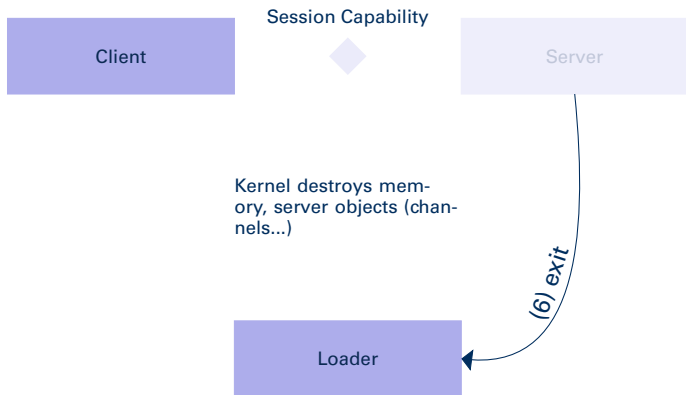 Session Capability
Client
Server
Kernel destroys mem-
ory, server objects (chan-
nels...)
(6) exit
Loader